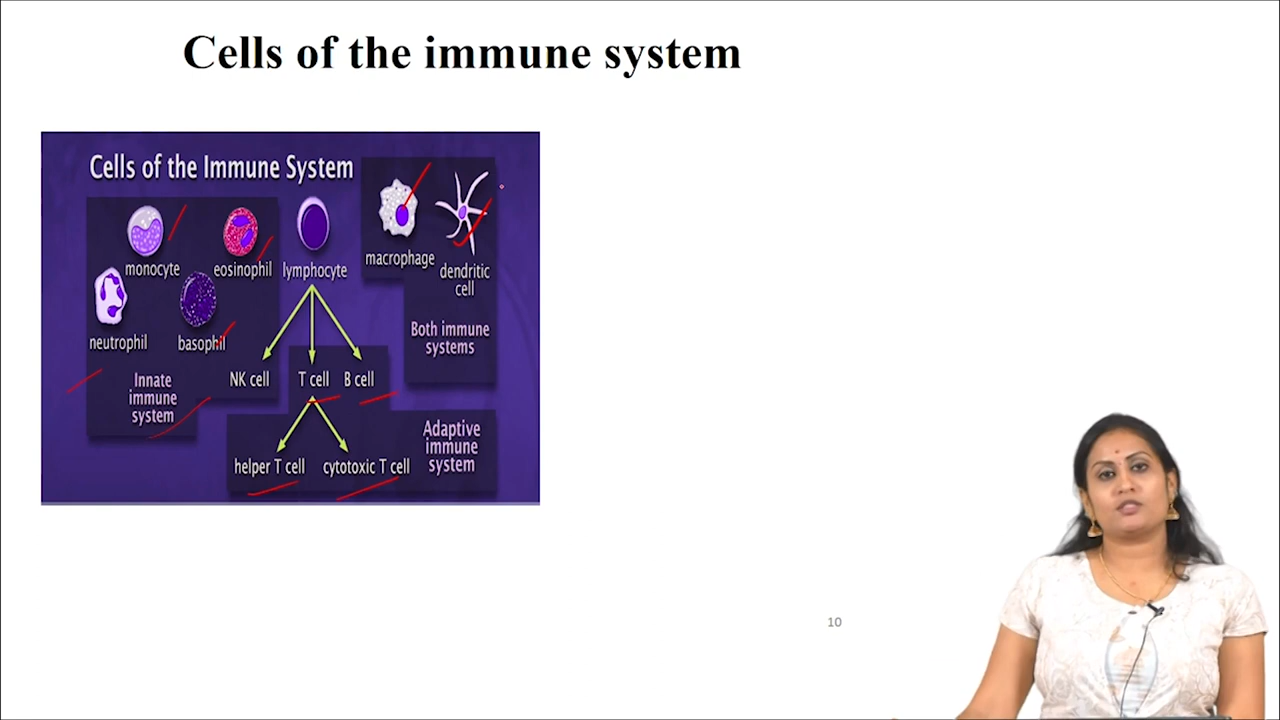 Cells of the immune system
Cells of the Immune System
monocyte
eosinophil
lymphocyte
macrophage
dendritic
cell
neutrophil
basophil
Both immune
systems
Innate
immune
system
NK cell
T cell
B cell
Adaptive
immune
system
helper T cell
cytotoxic T cell
10